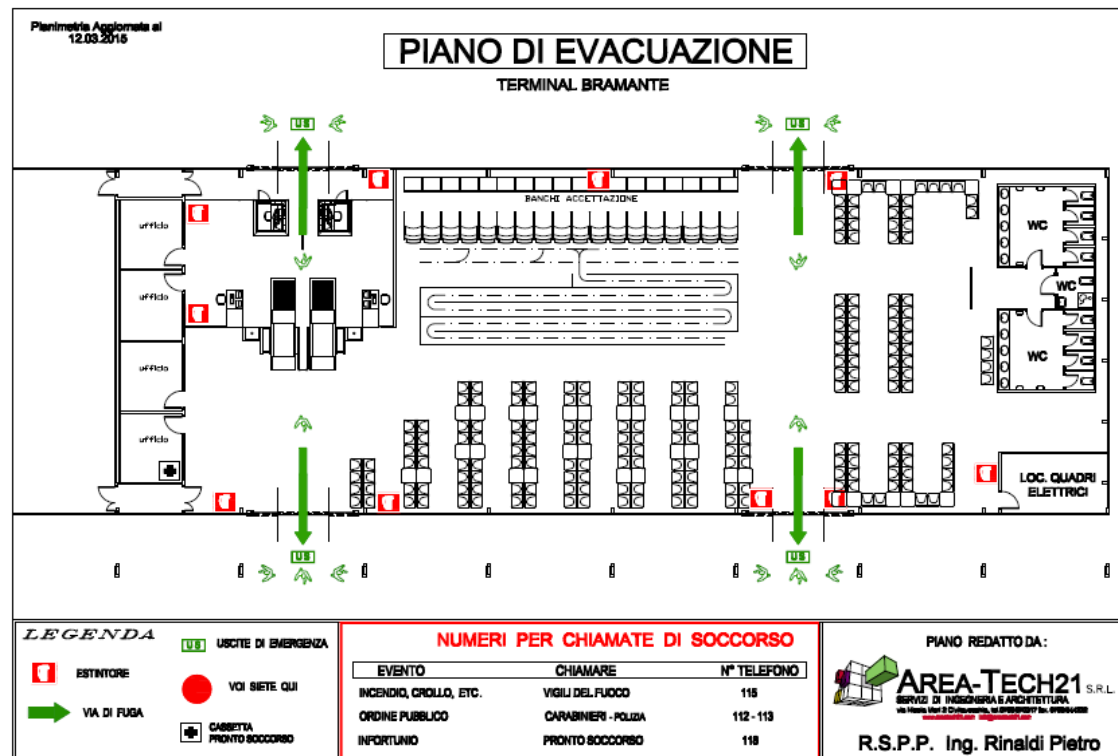 Planimetria Aggiornata al
12.03.2015
PIANO DI EVACUAZIONE
TERMINAL BRAMANTE
US
US
BANCHI ACCETTAZIONE
ufficio
ufficio
ufficio
ufficio
WC
WC
WC
LOC. QUADRI
ELETTRICI
US
US
LEGENDA
US USCITE DI EMERGENZA
ESTINTORE
VOI SIETE QUI
VIA DI FUGA
CASSETTA
PRONTO SOCCORSO
NUMERI PER CHIAMATE DI SOCCORSO
EVENTO CHIAMARE N° TELEFONO
INCENDIO, CROLLO, ETC. VIGILI DEL FUOCO 115
ORDINE PUBBLICO CARABINIERI - POLIZIA 112 - 113
INFORTUNIO PRONTO SOCCORSO 118
PIANO REDATTO DA :
AREA-TECH21 S.R.L.
SERVIZI DI INGEGNERIA E ARCHITETTURA
R.S.P.P. Ing. Rinaldi Pietro